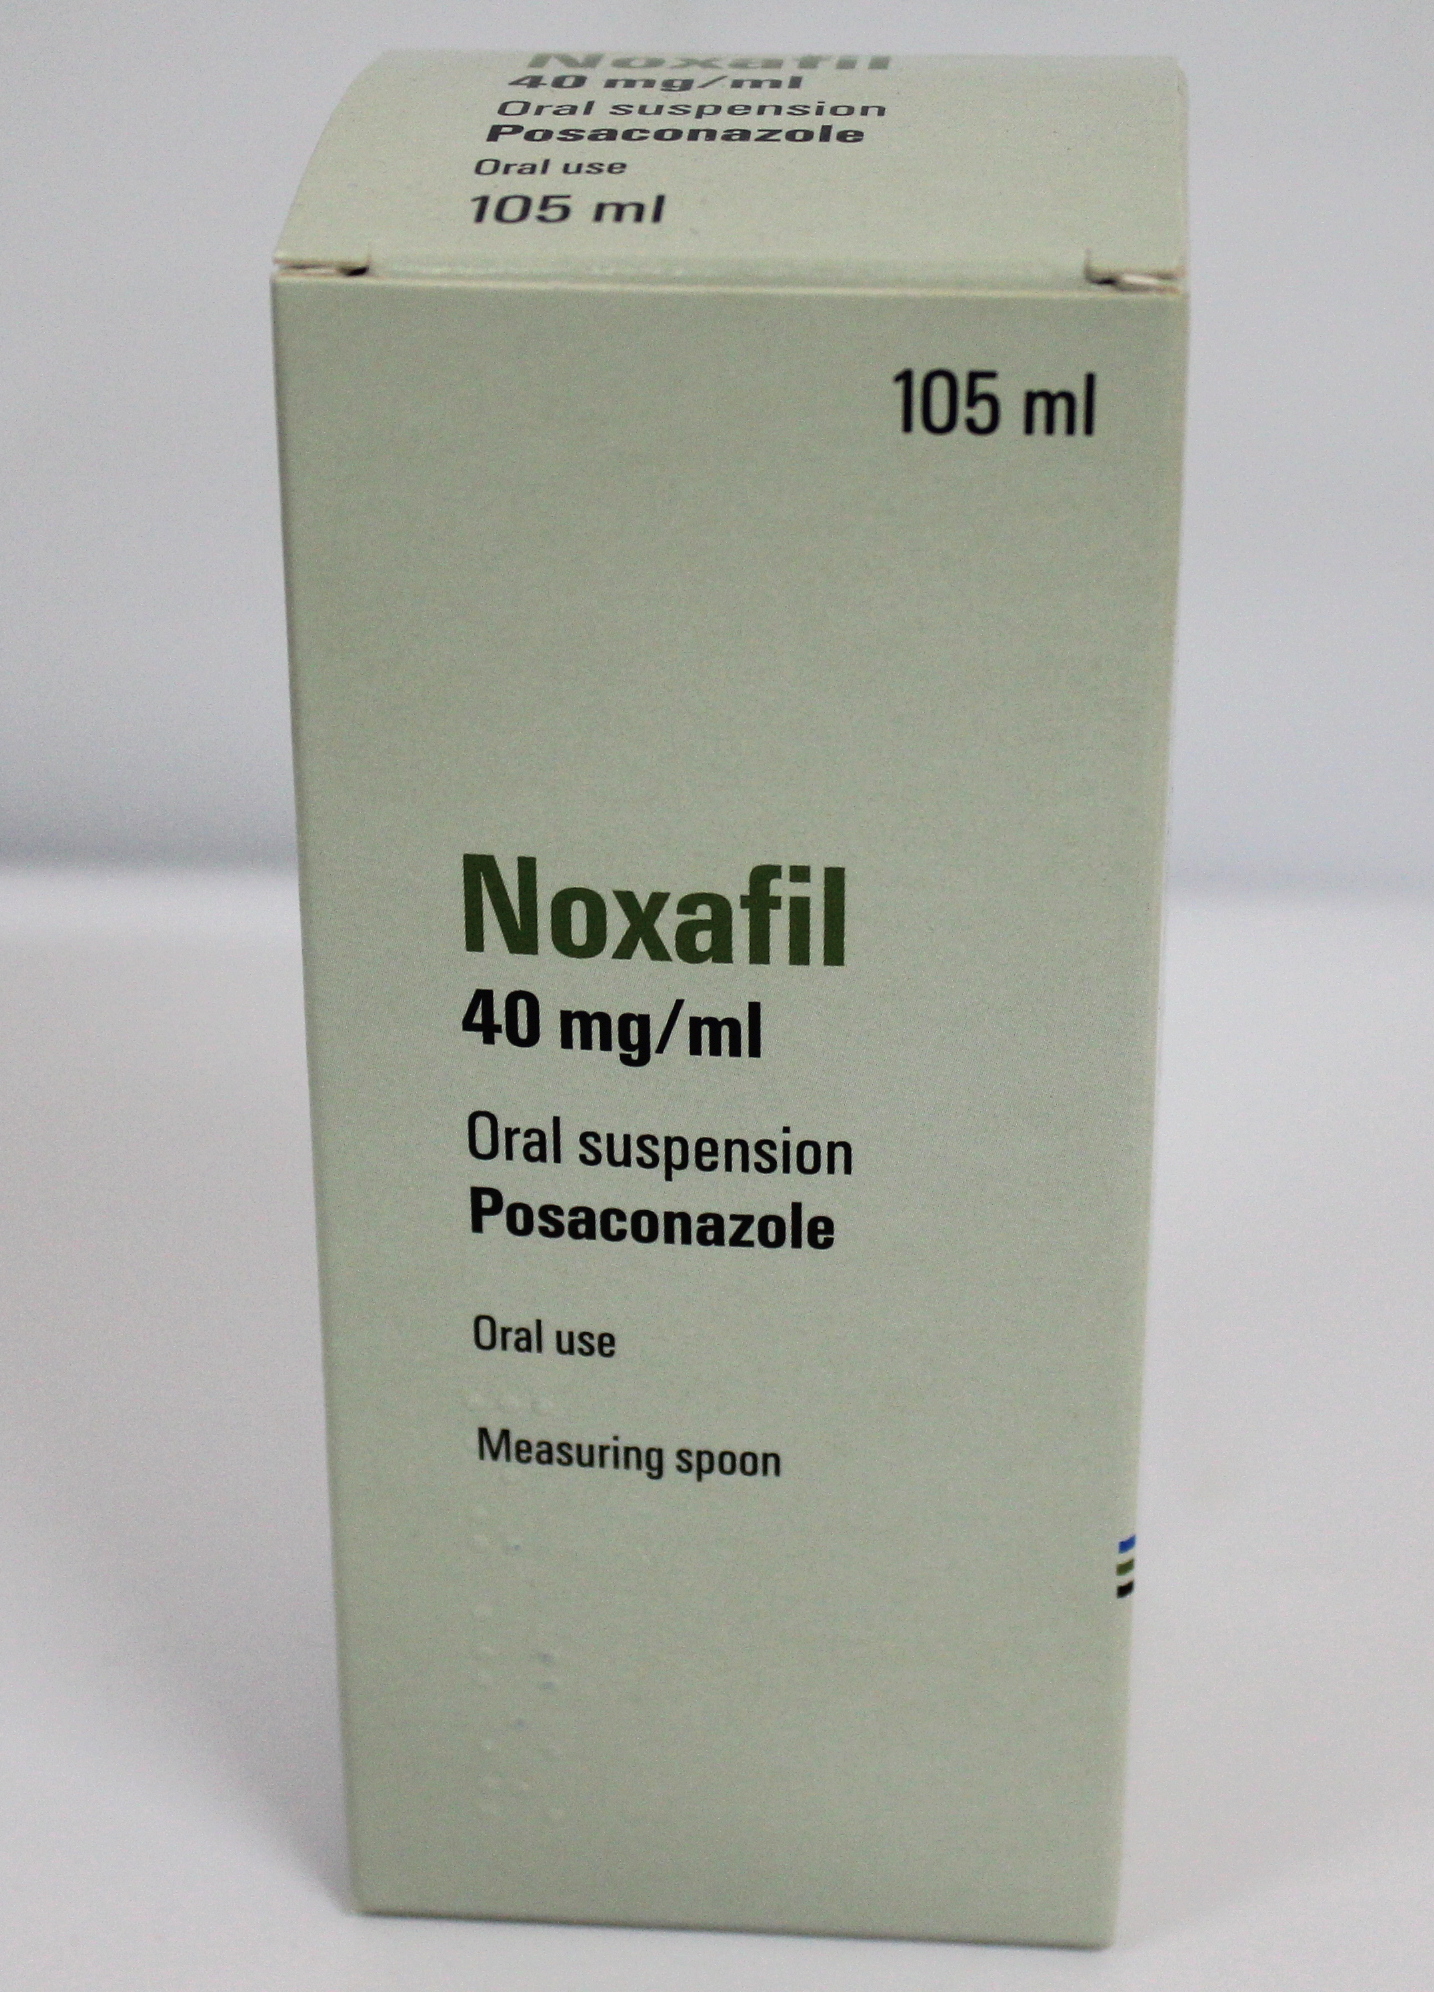 Noxafil
40 mg/ml
Oral suspension
Posaconazole
Oral use
105 ml
105 ml
Noxafil
40 mg/ml
Oral suspension
Posaconazole
Oral use
Measuring spoon